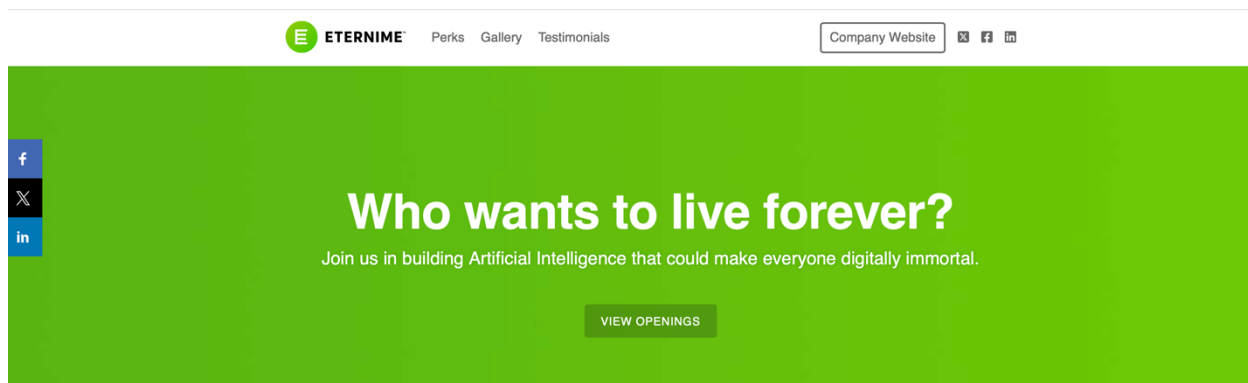 ETERNIME™ Perks Gallery Testimonials Company Website
Who wants to live forever?
Join us in building Artificial Intelligence that could make everyone digitally immortal.
VIEW OPENINGS